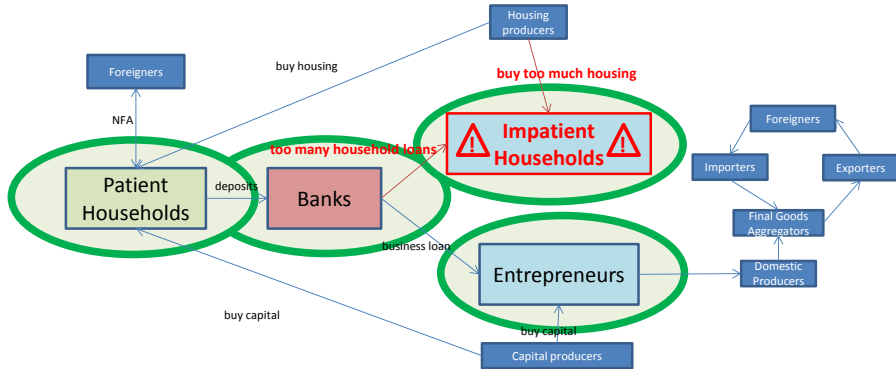 Housing
producers
buy housing
buy too much housing
Foreigners
NFA
too many household loans
Impatient
Households
Foreigners
Importers
Exporters
Patient
Households
deposits
Banks
Final Goods
Aggregators
business loan
Entrepreneurs
Domestic
Producers
buy capital
buy capital
Capital producers